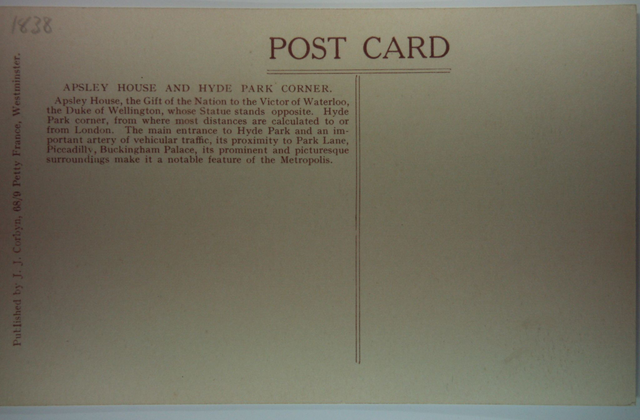 1838
POST CARD
APSLEY HOUSE AND HYDE PARK CORNER.
Apsley House, the Gift of the Nation to the Victor of Waterloo,
the Duke of Wellington, whose Statue stands opposite. Hyde
Park corner, from where most distances are calculated to or
from London. The main entrance to Hyde Park and an im-
portant artery of vehicular traffic, its proximity to Park Lane,
Piccadilly, Buckingham Palace, its prominent and picturesque
surroundings make it a notable feature of the Metropolis.
Published by J. J. Corbyn, 68/9 Petty France, Westminster.